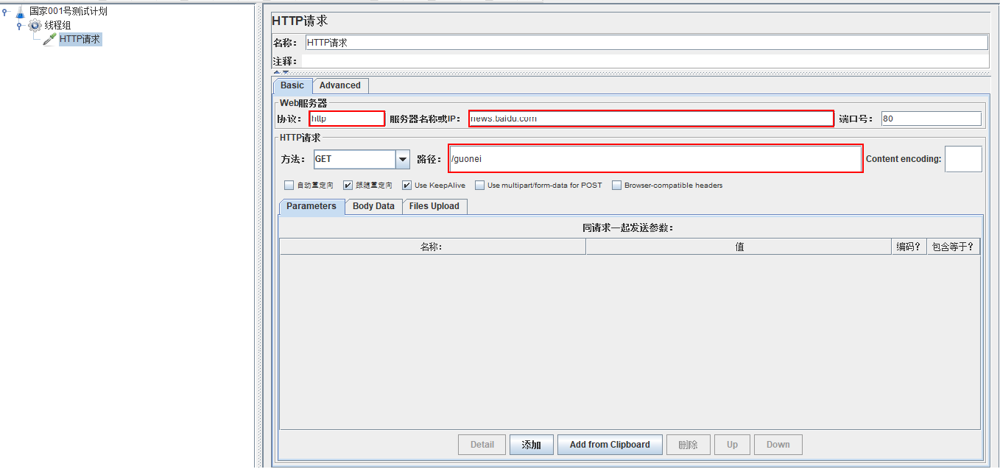 国家001号测试计划
线程组
HTTP请求
HTTP请求
名称： HTTP请求
注释：
Basic Advanced
Web服务器
协议： http 服务器名称或IP： news.baidu.com 端口号： 80
HTTP请求
方法： GET 路径： /guonei Content encoding:
自动重定向 跟随重定向 Use KeepAlive Use multipart/form-data for POST Browser-compatible headers
Parameters Body Data Files Upload
同请求一起发送参数：
名称： 值 编码？ 包含等于？
Detail 添加 Add from Clipboard 删除 Up Down